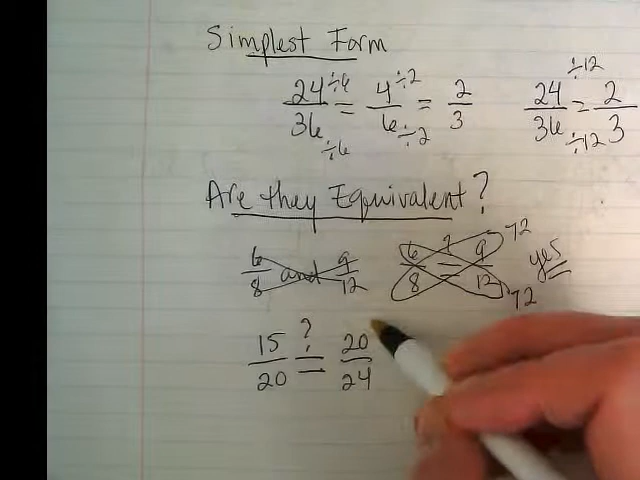 Simplest Form
24÷6/36÷6 = 4÷2/6÷2 = 2/3    24÷12/36÷12 = 2/3
Are they Equivalent?
6/8 and 9/12    6/8 ?= 9/12 72 72 yes
15/20 ?= 20/24